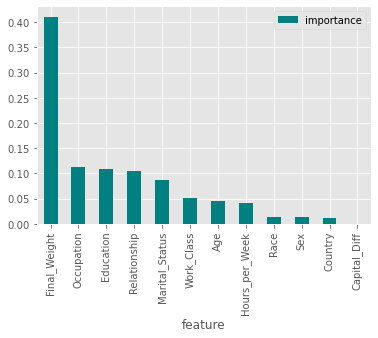 importance
0.40
0.35
0.30
0.25
0.20
0.15
0.10
0.05
0.00
Final_Weight
Occupation
Education
Relationship
Marital_Status
Work_Class
Age
Hours_per_Week
Race
Sex
Country
Capital_Diff
feature